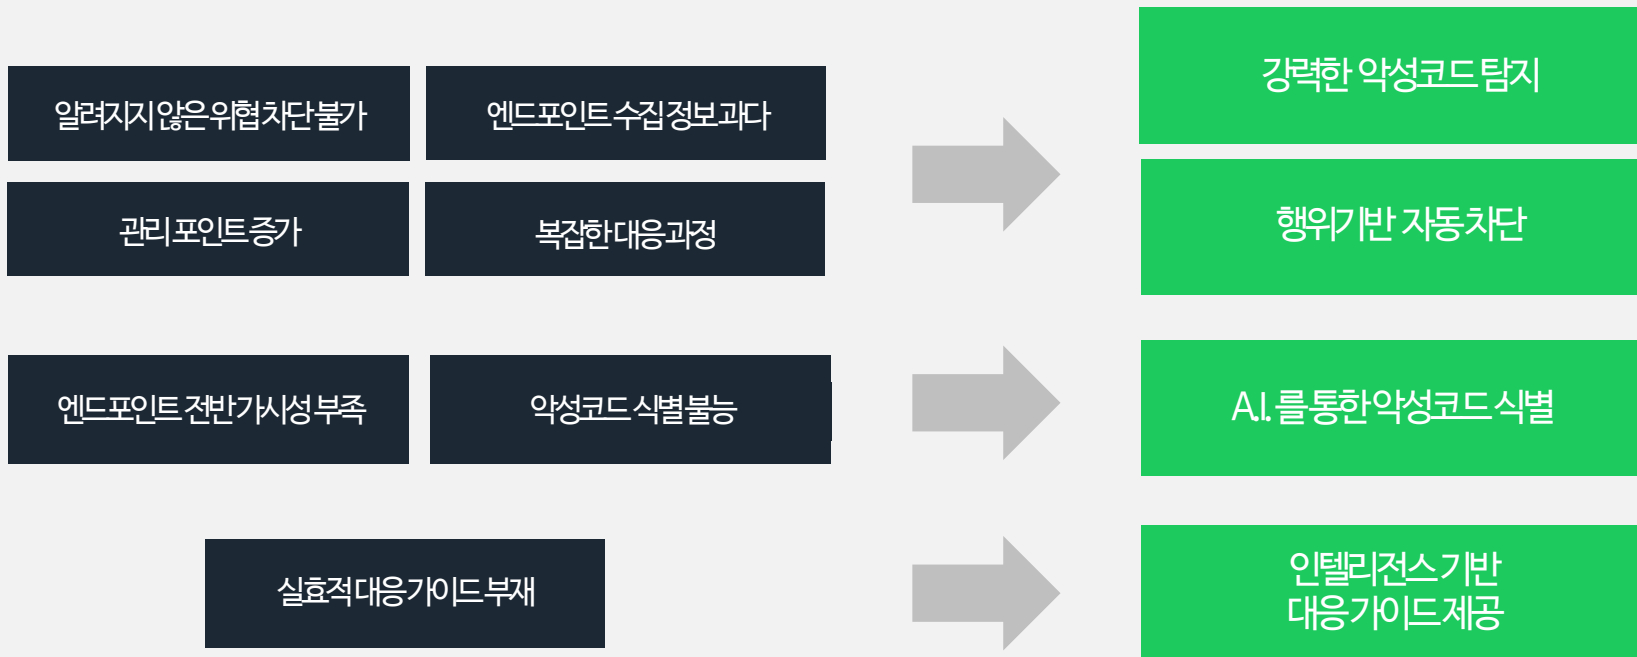 알려지지 않은 위협 차단 불가
엔드포인트 수집 정보 과다
관리 포인트 증가
복잡한 대응 과정
강력한 악성코드 탐지
행위기반 자동 차단
엔드포인트 전반 가시성 부족
악성코드 식별 불능
A.I. 를 통한 악성코드 식별
실효적 대응 가이드 부재
인텔리전스 기반
대응 가이드 제공